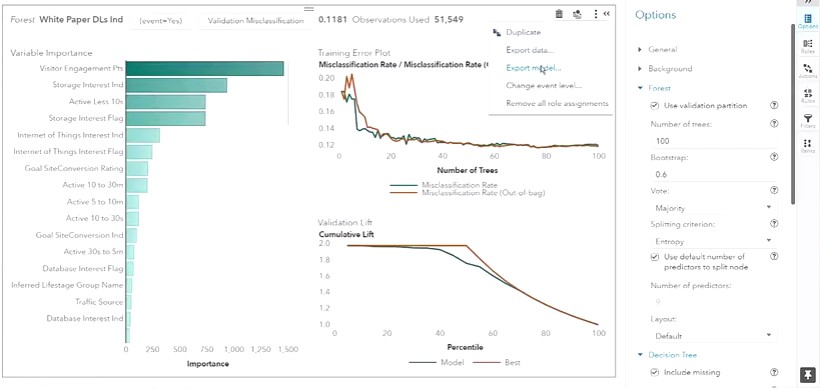 Forest White Paper DLs Ind (event=Yes) Validation Misclassification 0.1181 Observations Used 51,549
Variable Importance
Visitor Engagement Pts
Storage Interest Ind
Active Less 10s
Storage Interest Flag
Internet of Things Interest Ind
Internet of Things Interest Flag
Goal SiteConversion Rating
Active 10 to 30m
Active 5 to 10m
Active 10 to 30s
Goal SiteConversion Ind
Active 30s to 5m
Database Interest Flag
Inferred Lifestage Group Name
Traffic Source
Database Interest Ind
0 250 500 750 1,000 1,250 1,500
Importance
Training Error Plot
Misclassification Rate / Misclassification Rate (
0.20
0.18
0.16
0.14
0.12
0 20 40 60 80 100
Number of Trees
Misclassification Rate
Misclassification Rate (Out-of-bag)
Validation Lift
Cumulative Lift
2.0
1.8
1.6
1.4
1.2
1.0
0 20 40 60 80 100
Percentile
Model Best
Duplicate
Export data...
Export model...
Change event level...
Remove all role assignments
Options
General
Background
Forest
Use validation partition
Number of trees:
100
Bootstrap:
0.6
Vote:
Majority
Splitting criterion:
Entropy
Use default number of
predictors to split node
Number of predictors:
Layout:
Default
Decision Tree
Include missing
Options
Roles
Actions
Rules
Filters
Ranks